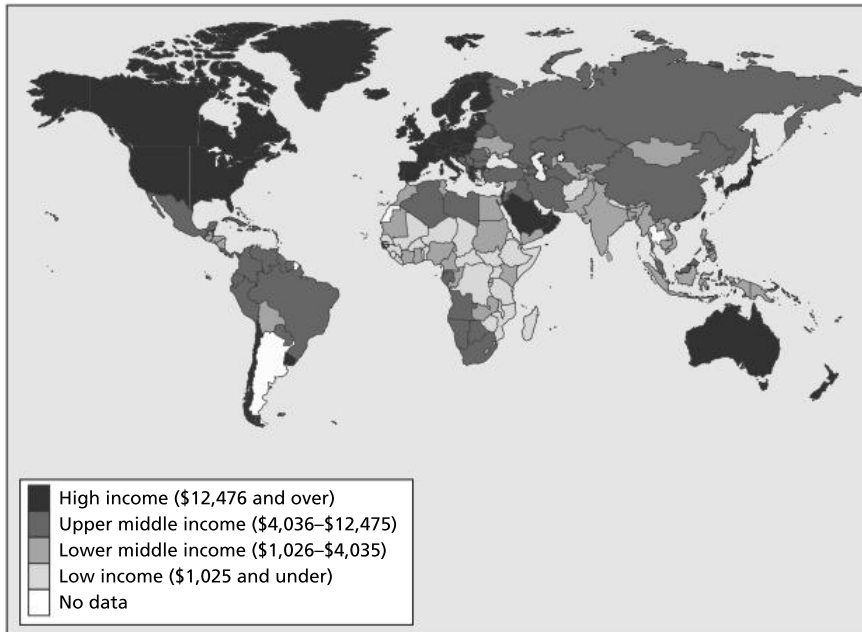 High income ($12,476 and over)
Upper middle income ($4,036–$12,475)
Lower middle income ($1,026–$4,035)
Low income ($1,025 and under)
No data